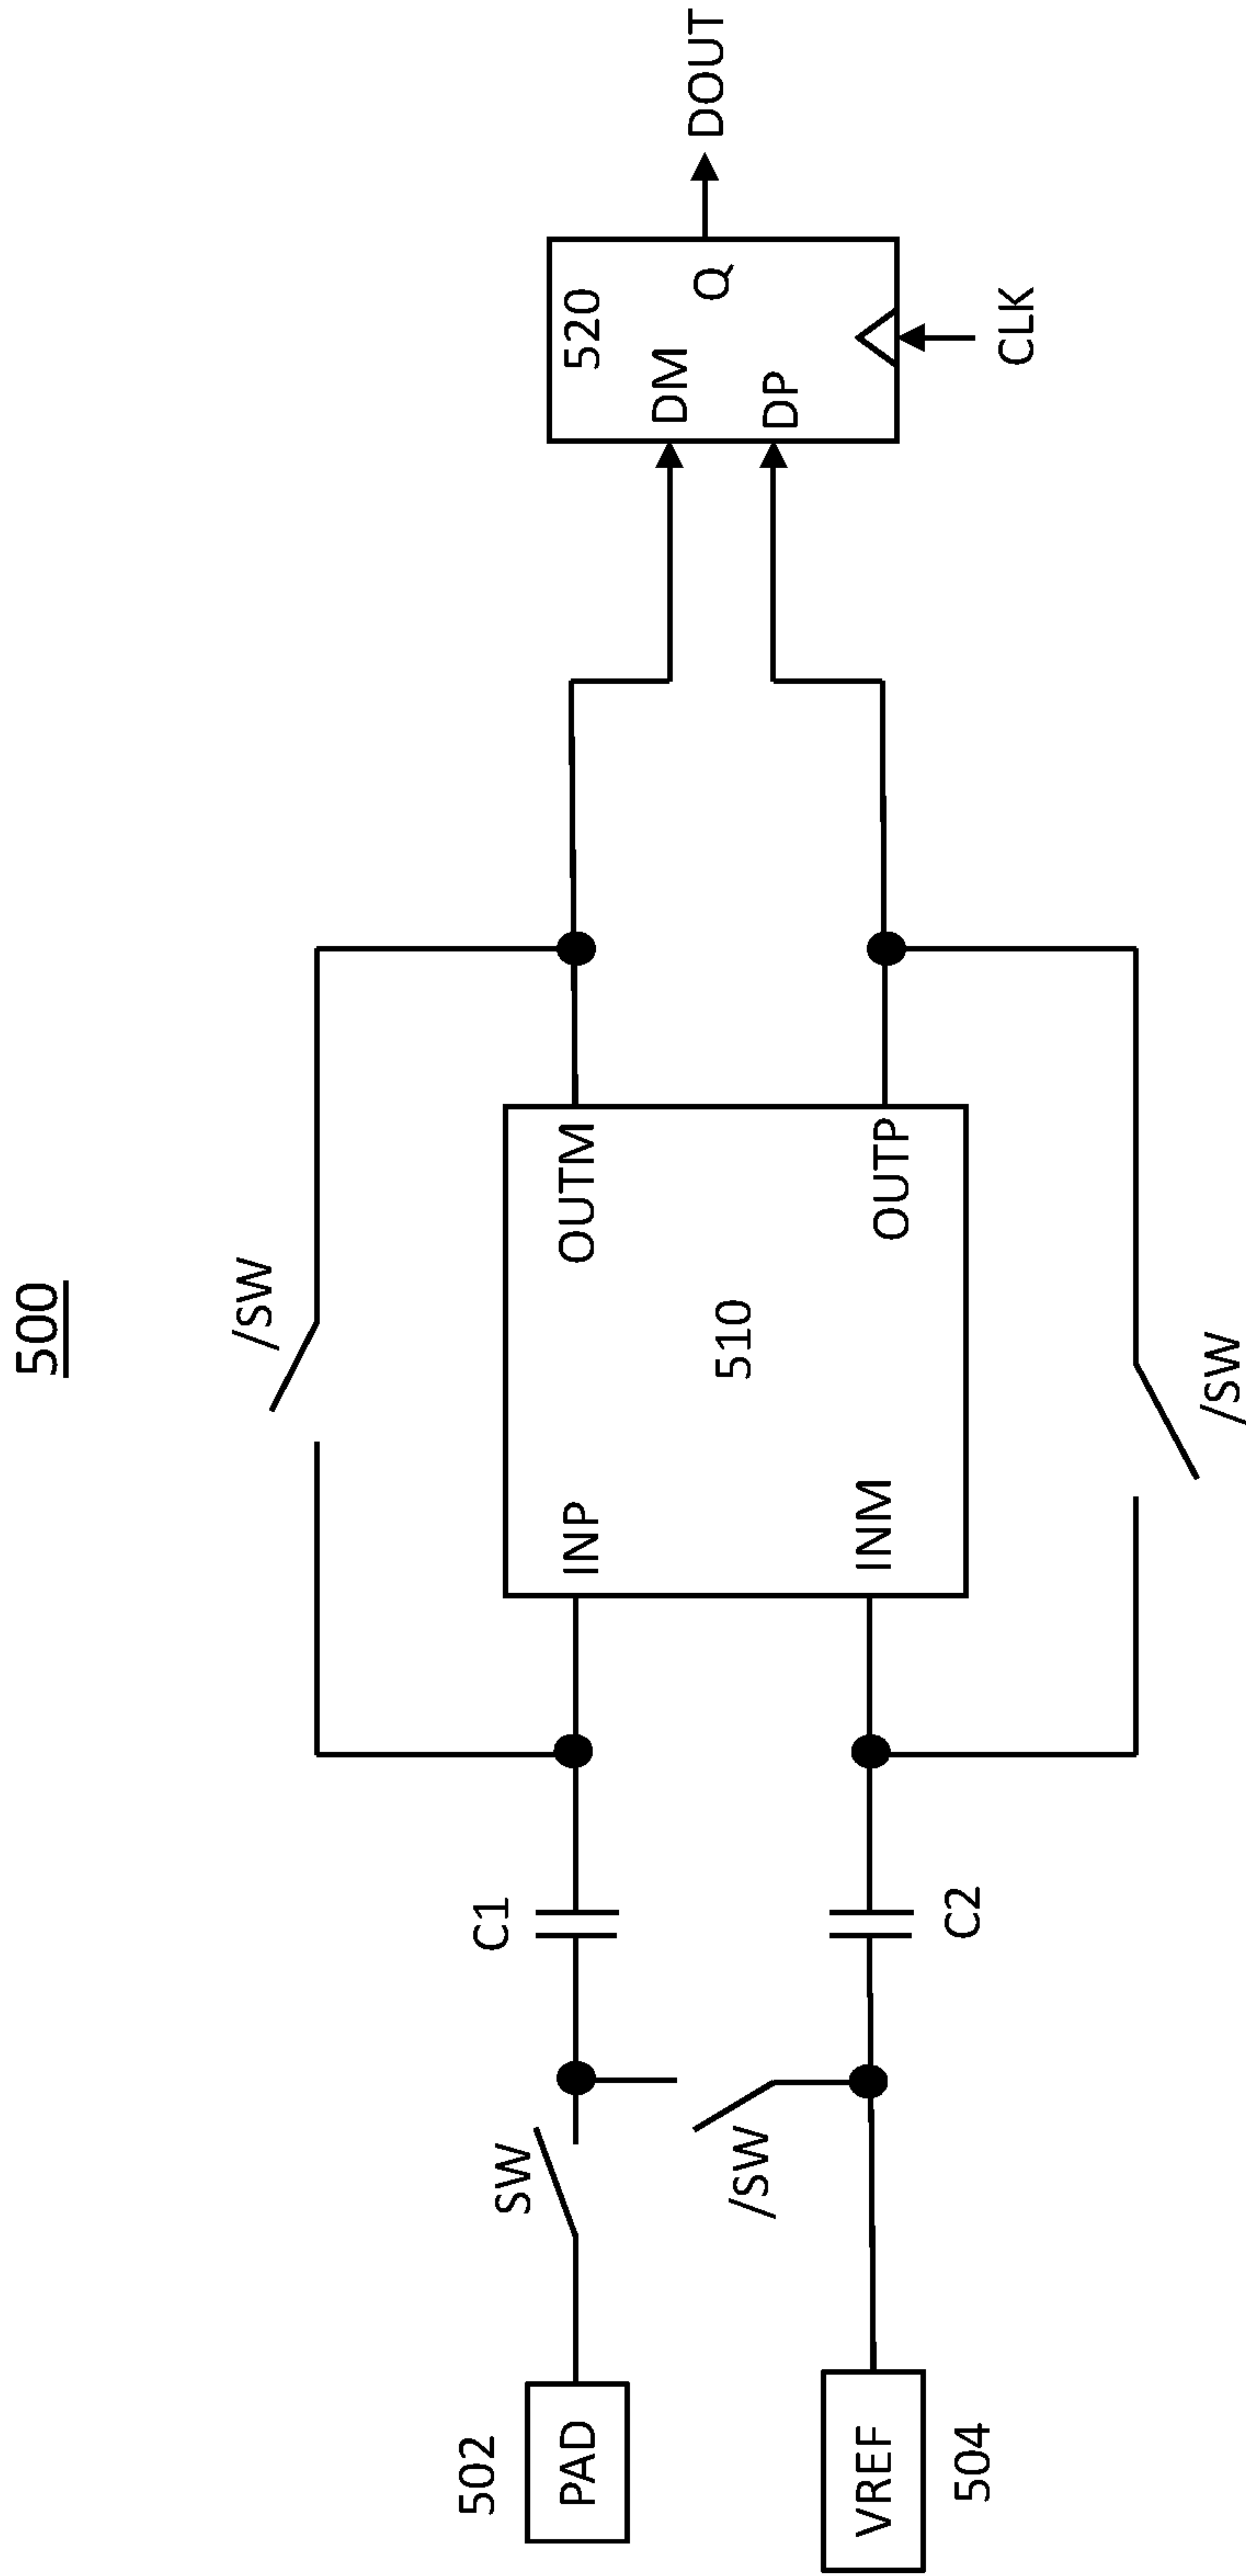 500
/SW
502
PAD
SW
C1
INP
OUTM
510
/SW
VREF
504
C2
INM
OUTP
/SW
520
DM
DP
Q
DOUT
CLK